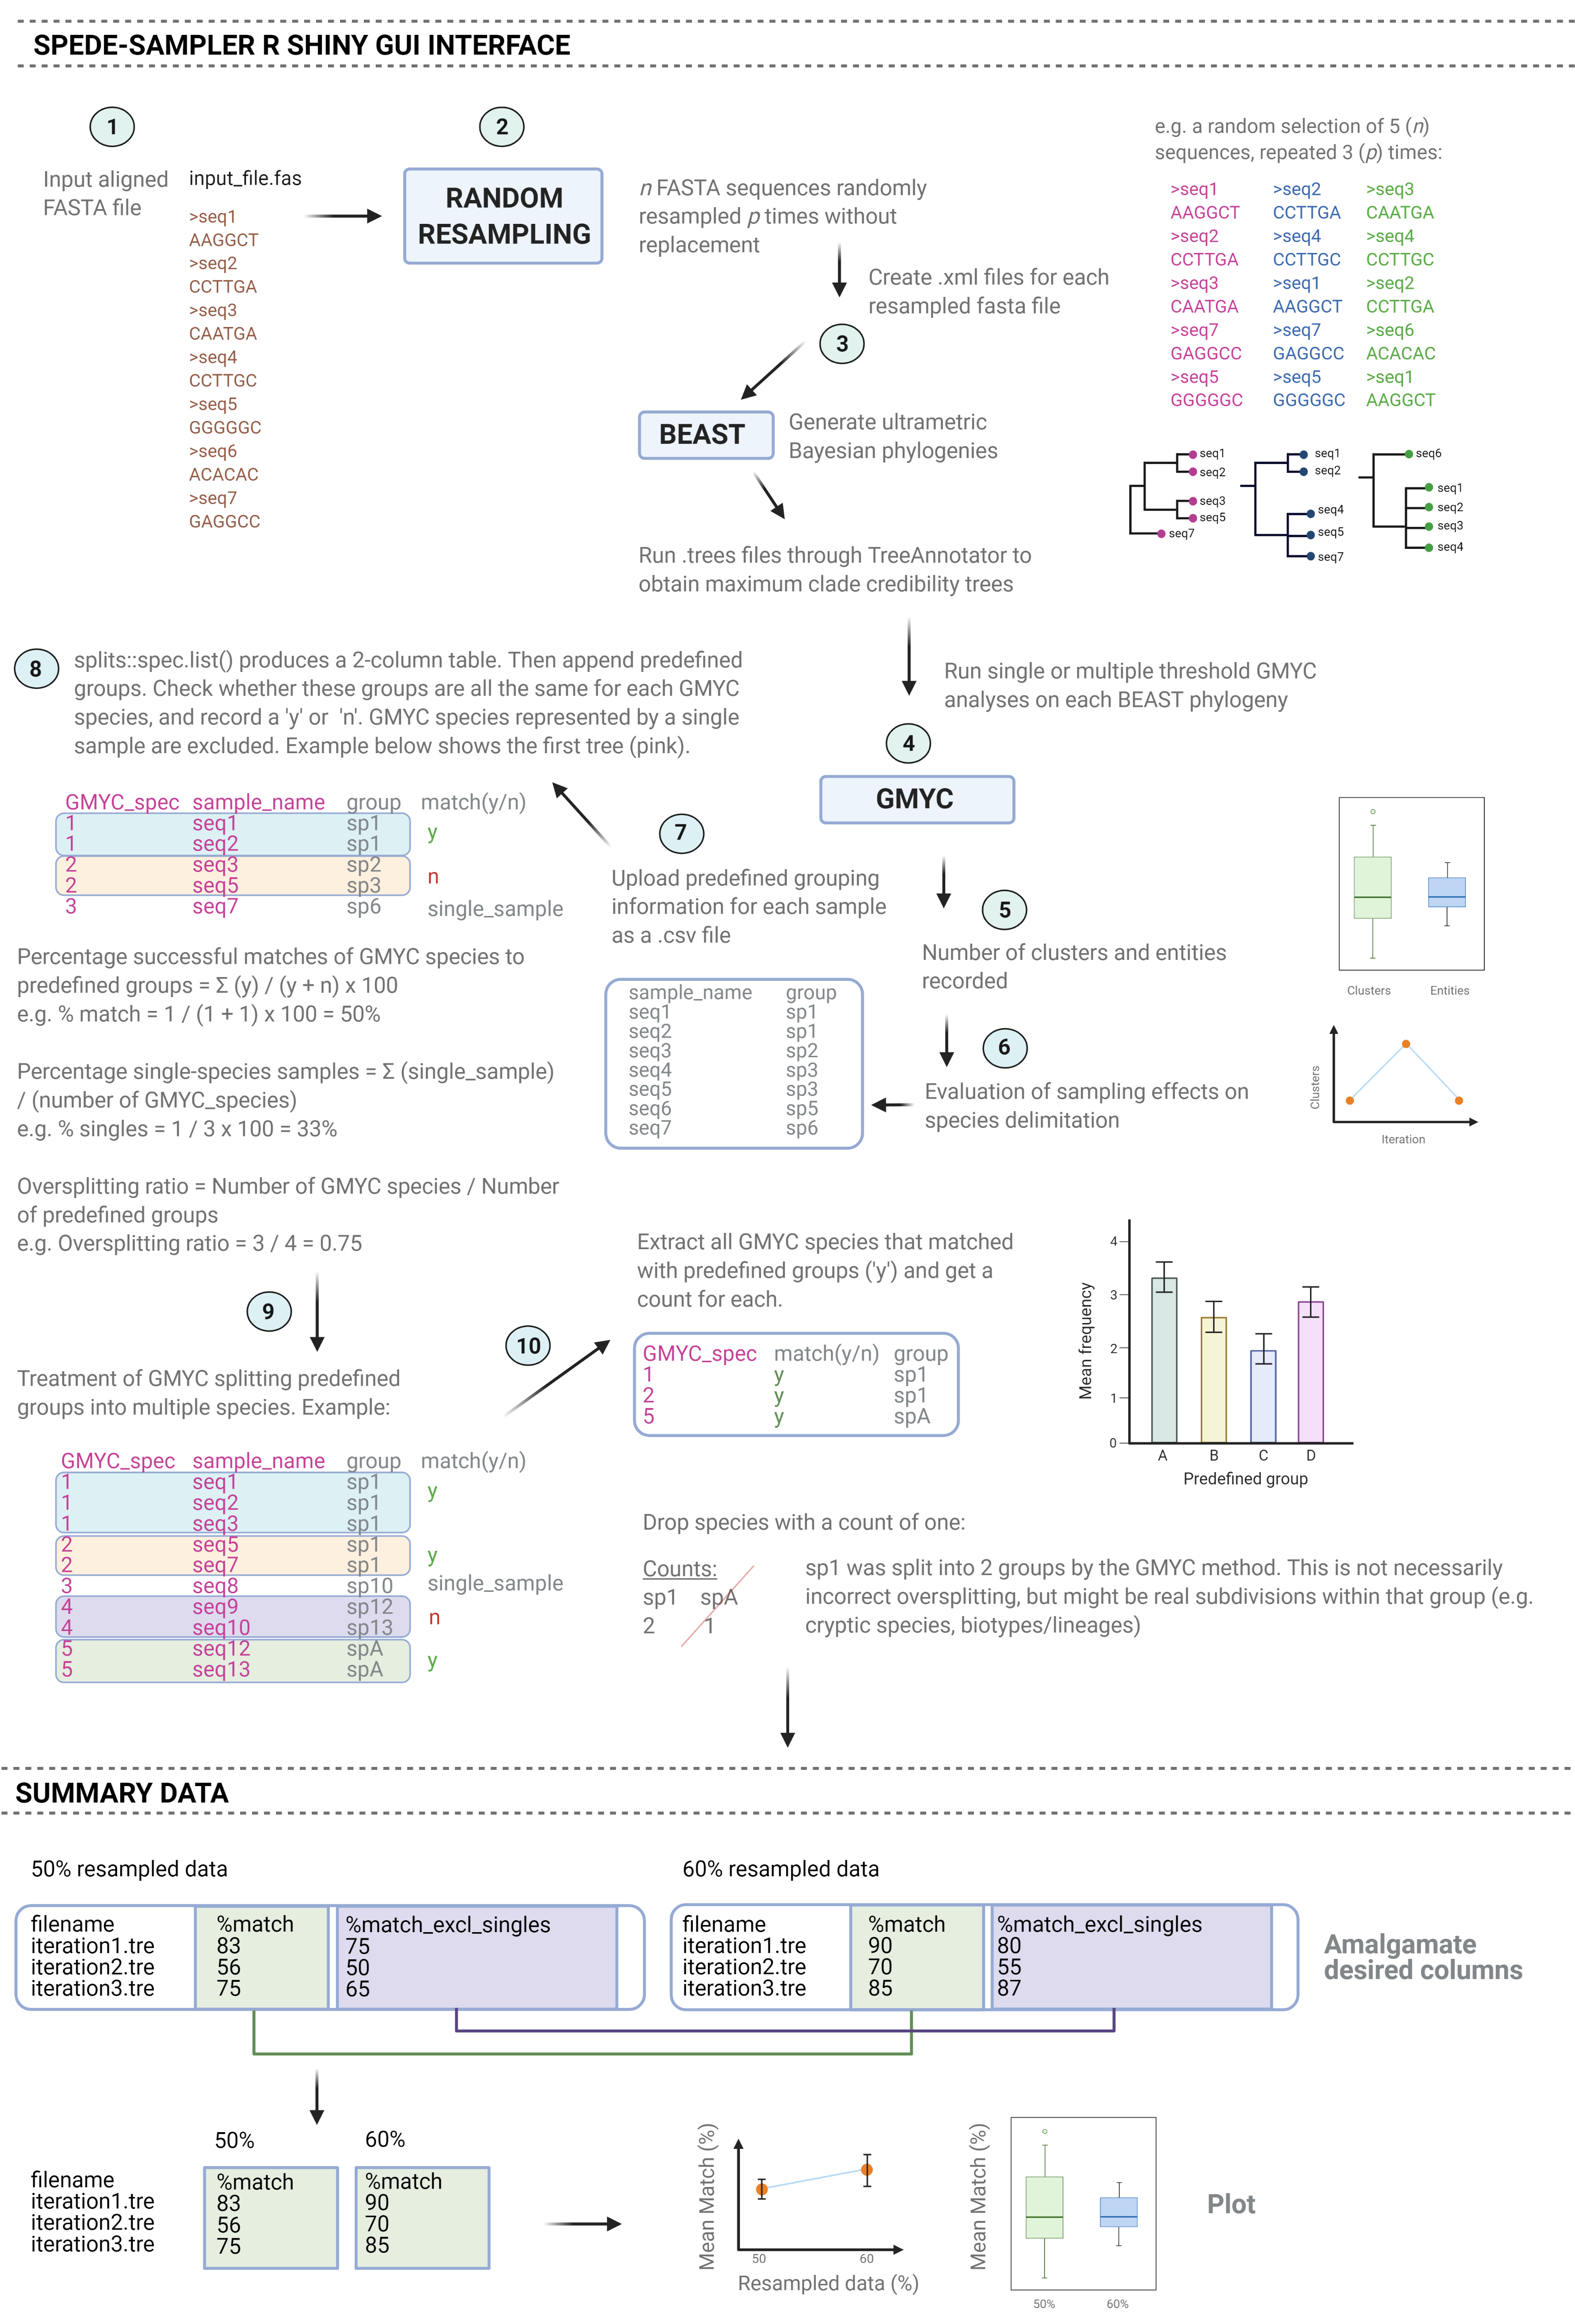 SPEDE-SAMPLER R SHINY GUI INTERFACE
1
Input aligned
FASTA file
input_file.fas
>seq1
AAGGCT
>seq2
CCTTGA
>seq3
CAATGA
>seq4
CCTTGC
>seq5
GGGGGC
>seq6
ACACAC
>seq7
GAGGCC
2
RANDOM
RESAMPLING
n FASTA sequences randomly
resampled p times without
replacement
Create .xml files for each
resampled fasta file
e.g. a random selection of 5 (n)
sequences, repeated 3 (p) times:
>seq1 >seq2 >seq3
AAGGCT CCTTGA CAATGA
>seq2 >seq4 >seq4
CCTTGA CCTTGC CCTTGC
>seq3 >seq1 >seq2
CAATGA AAGGCT CCTTGA
>seq7 >seq7 >seq6
GAGGCC GAGGCC ACACAC
>seq5 >seq5 >seq1
GGGGGC GGGGGC AAGGCT
seq1
seq2
seq3
seq5
seq7
seq1
seq2
seq4
seq5
seq7
seq6
seq1
seq2
seq3
seq4
3
BEAST
Generate ultrametric
Bayesian phylogenies
Run .trees files through TreeAnnotator to
obtain maximum clade credibility trees
Run single or multiple threshold GMYC
analyses on each BEAST phylogeny
4
GMYC
5
Number of clusters and entities
recorded
Clusters Entities
6
Evaluation of sampling effects on
species delimitation
Clusters
Iteration
7
Upload predefined grouping
information for each sample
as a .csv file
sample_name group
seq1 sp1
seq2 sp1
seq3 sp2
seq4 sp3
seq5 sp3
seq6 sp5
seq7 sp6
8
splits::spec.list() produces a 2-column table. Then append predefined
groups. Check whether these groups are all the same for each GMYC
species, and record a 'y' or 'n'. GMYC species represented by a single
sample are excluded. Example below shows the first tree (pink).
GMYC_spec sample_name group match(y/n)
1 seq1 sp1
y
1 seq2 sp1
2 seq3 sp2
n
2 seq5 sp3
3 seq7 sp6 single_sample
Percentage successful matches of GMYC species to
predefined groups = Σ (y) / (y + n) x 100
e.g. % match = 1 / (1 + 1) x 100 = 50%
Percentage single-species samples = Σ (single_sample)
/ (number of GMYC_species)
e.g. % singles = 1 / 3 x 100 = 33%
Oversplitting ratio = Number of GMYC species / Number
of predefined groups
e.g. Oversplitting ratio = 3 / 4 = 0.75
9
Treatment of GMYC splitting predefined
groups into multiple species. Example:
GMYC_spec sample_name group match(y/n)
1 seq1 sp1
y
1 seq2 sp1
1 seq3 sp1
2 seq5 sp1
y
2 seq7 sp1
3 seq8 sp10 single_sample
4 seq9 sp12
n
4 seq10 sp13
5 seq12 spA
y
5 seq13 spA
10
Extract all GMYC species that matched
with predefined groups ('y') and get a
count for each.
GMYC_spec match(y/n) group
1 y sp1
2 y sp1
5 y spA
Mean frequency
4
3
2
1
0
A B C D
Predefined group
Drop species with a count of one:
Counts:
sp1 spA
2 1
sp1 was split into 2 groups by the GMYC method. This is not necessarily
incorrect oversplitting, but might be real subdivisions within that group (e.g.
cryptic species, biotypes/lineages)
SUMMARY DATA
50% resampled data
filename %match %match_excl_singles
iteration1.tre 83 75
iteration2.tre 56 50
iteration3.tre 75 65
60% resampled data
filename %match %match_excl_singles
iteration1.tre 90 80
iteration2.tre 70 55
iteration3.tre 85 87
Amalgamate
desired columns
50% 60%
filename %match %match
iteration1.tre 83 90
iteration2.tre 56 70
iteration3.tre 75 85
Mean Match (%)
50 60
Resampled data (%)
Mean Match (%)
50% 60%
Plot